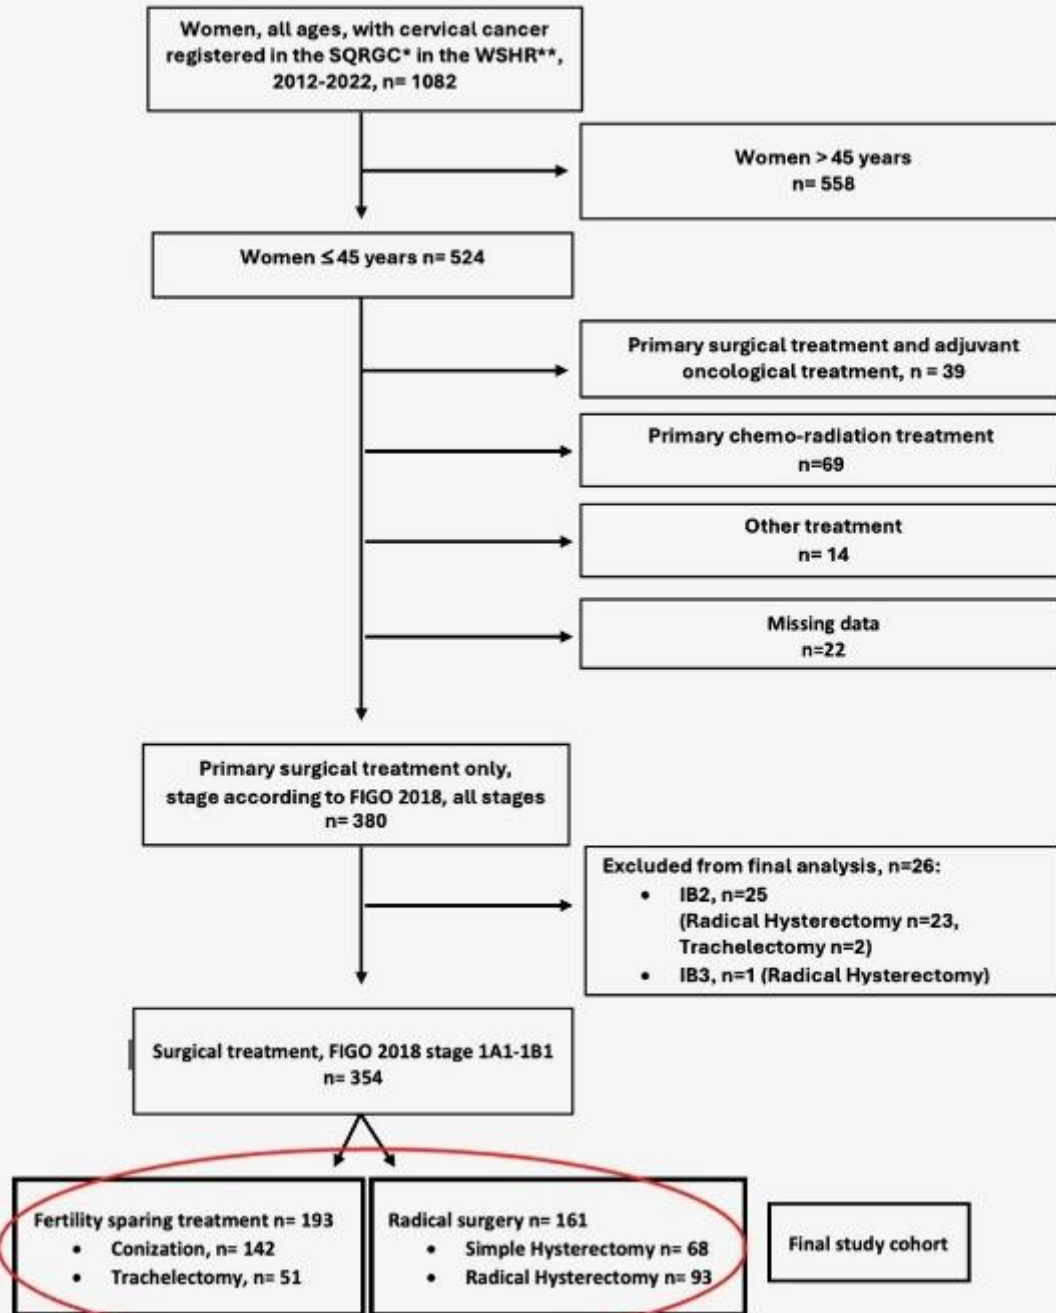 Women, all ages, with cervical cancer
registered in the SQRGC* in the WSHR**,
2012-2022, n= 1082
Women > 45 years
n= 558
Women ≤ 45 years n= 524
Primary surgical treatment and adjuvant
oncological treatment, n = 39
Primary chemo-radiation treatment
n=69
Other treatment
n= 14
Missing data
n=22
Primary surgical treatment only,
stage according to FIGO 2018, all stages
n= 380
Excluded from final analysis, n=26:
• IB2, n=25
(Radical Hysterectomy n=23,
Trachelectomy n=2)
• IB3, n=1 (Radical Hysterectomy)
Surgical treatment, FIGO 2018 stage 1A1-1B1
n= 354
Fertility sparing treatment n= 193
• Conization, n= 142
• Trachelectomy, n= 51
Radical surgery n= 161
• Simple Hysterectomy n= 68
• Radical Hysterectomy n= 93
Final study cohort